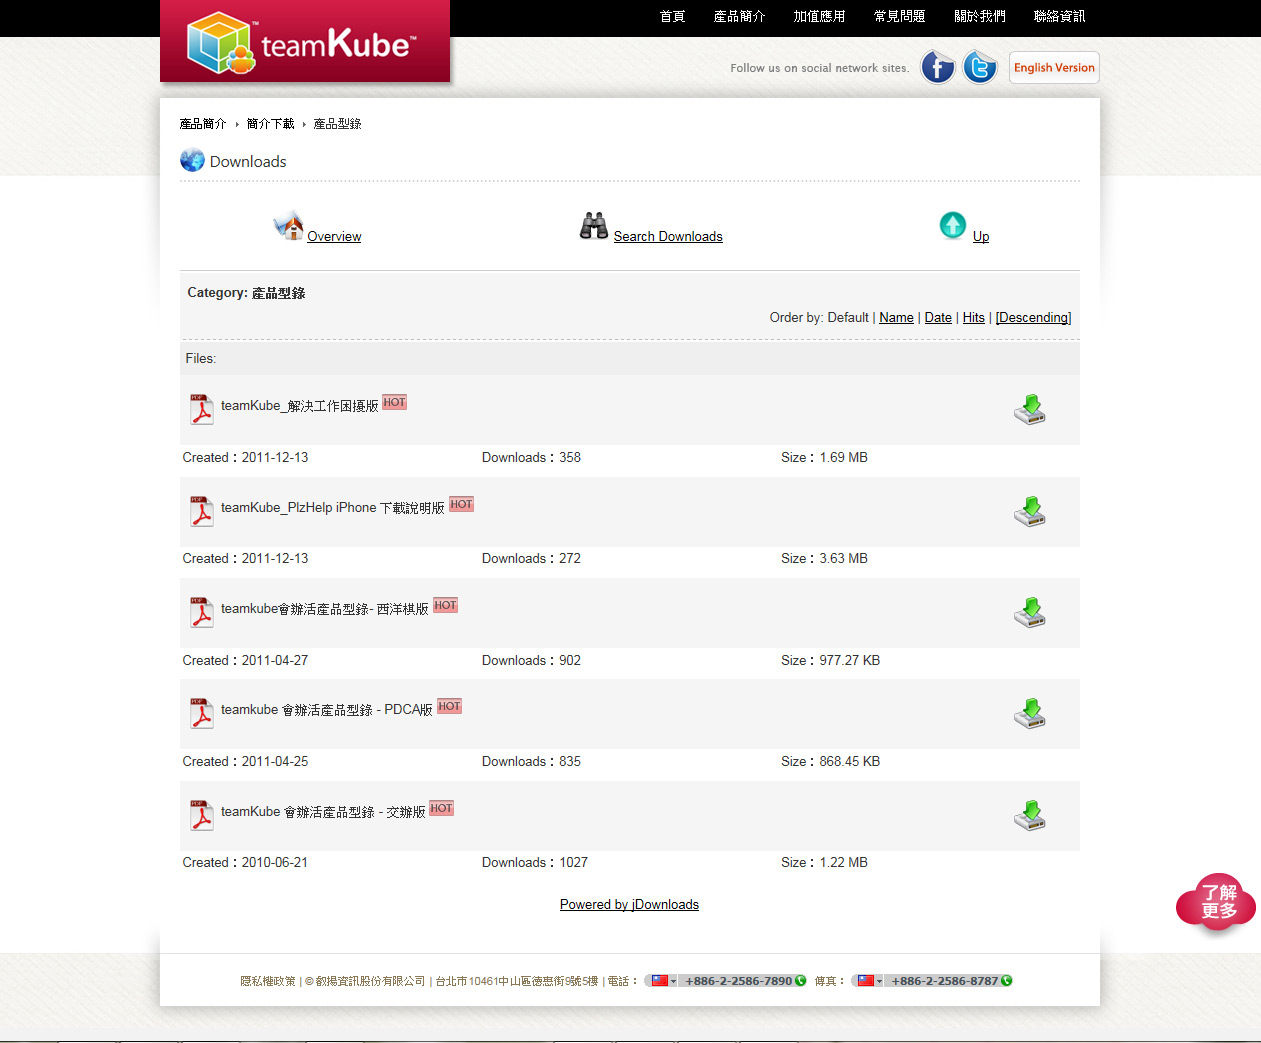 首頁 產品簡介 加值應用 常見問題 關於我們 聯絡資訊
teamKube™
Follow us on social network sites. English Version
產品簡介 簡介下載 產品型錄
Downloads
Overview Search Downloads Up
Category: 產品型錄
Order by: Default | Name | Date | Hits | [Descending]
Files:
teamKube_解決工作困擾版 HOT
Created：2011-12-13 Downloads：358 Size：1.69 MB
teamKube_PlzHelp iPhone 下載說明版 HOT
Created：2011-12-13 Downloads：272 Size：3.63 MB
teamkube會辦活產品型錄- 西洋棋版 HOT
Created：2011-04-27 Downloads：902 Size：977.27 KB
teamkube 會辦活產品型錄 - PDCA版 HOT
Created：2011-04-25 Downloads：835 Size：868.45 KB
teamKube 會辦活產品型錄 - 交辦版 HOT
Created：2010-06-21 Downloads：1027 Size：1.22 MB
Powered by jDownloads
了解
更多
隱私權政策 | © 叡揚資訊股份有限公司 | 台北市10461中山區德惠街9號5樓 | 電話： +886-2-2586-7890 傳真： +886-2-2586-8787